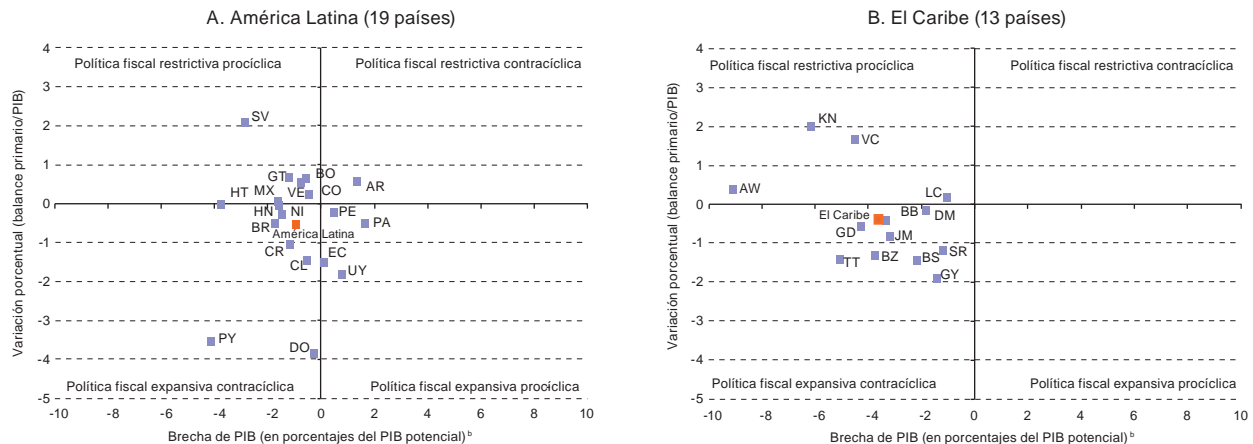 A. América Latina (19 países)
4
3
2
1
0
-1
-2
-3
-4
-5
Variación porcentual (balance primario/PIB)
Política fiscal restrictiva procíclica
Política fiscal restrictiva contracíclica
SV
GT
BO
HT
MX
VE
CO
AR
HN
NI
PE
BR
PA
América Latina
CR
EC
CL
UY
PY
DO
Política fiscal expansiva contracíclica
Política fiscal expansiva procíclica
-10 -8 -6 -4 -2 0 2 4 6 8 10
Brecha de PIB (en porcentajes del PIB potencial) b
B. El Caribe (13 países)
4
3
2
1
0
-1
-2
-3
-4
-5
Variación porcentual (balance primario/PIB)
Política fiscal restrictiva procíclica
Política fiscal restrictiva contracíclica
KN
VC
AW
LC
El Caribe
BB
DM
GD
JM
TT
BZ
BS
SR
GY
Política fiscal expansiva contracíclica
Política fiscal expansiva procíclica
-10 -8 -6 -4 -2 0 2 4 6 8 10
Brecha de PIB (en porcentajes del PIB potencial) b